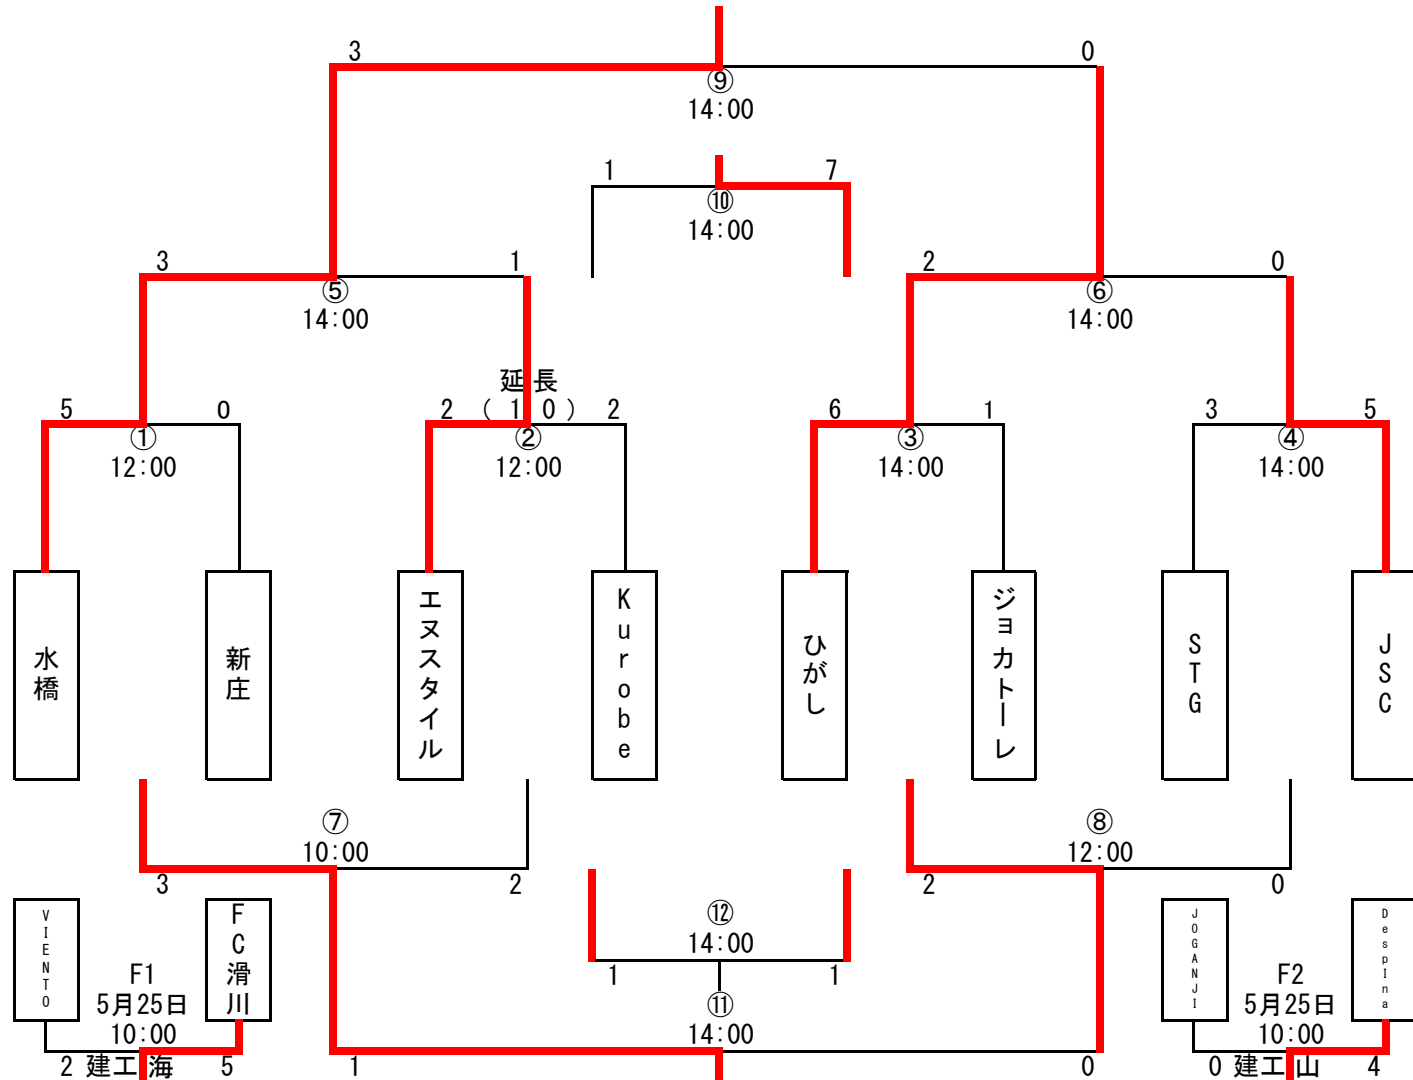 3 0
⑨
14:00
1 7
⑩
14:00
3 1
⑤
14:00
2 0
⑥
14:00
延長
5 0
①
12:00
2 (10) 2
②
12:00
6 1
③
14:00
3 5
④
14:00
水橋
新庄
エヌスタイル
Kurobe
ひがし
ジョカトーレ
STG
JSC
⑦
10:00
3 2
⑧
12:00
2 0
VIENTO
FC滑川
F1
5月25日
10:00
2 建工 海 5
⑫
14:00
1 1
⑪
14:00
1 0
JOGANJI
DespIna
F2
5月25日
10:00
0 建工 山 4